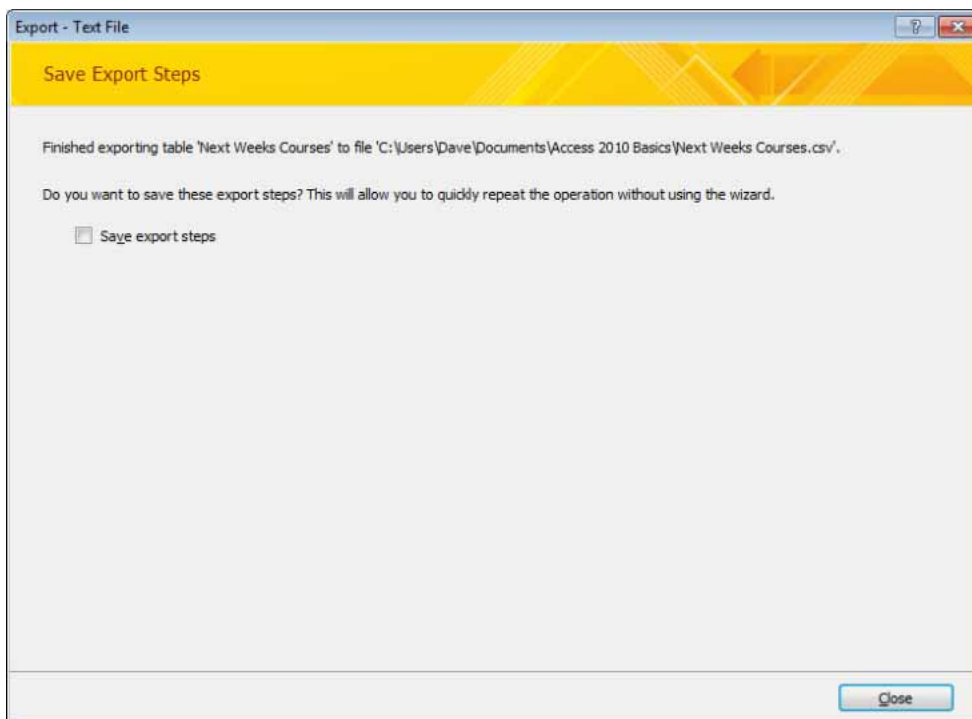 Export - Text File
Save Export Steps
Finished exporting table 'Next Weeks Courses' to file 'C:\Users\Dave\Documents\Access 2010 Basics\Next Weeks Courses.csv'.
Do you want to save these export steps? This will allow you to quickly repeat the operation without using the wizard.
Save export steps
Close